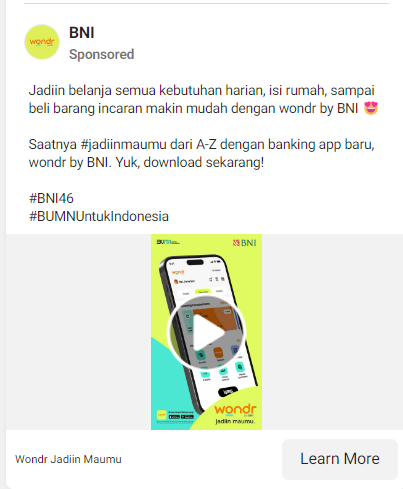 BNI
wondr
Sponsored
Jadiin belanja semua kebutuhan harian, isi rumah, sampai
beli barang incaran makin mudah dengan wondr by BNI 😍
Saatnya #jadiinmaumu dari A-Z dengan banking app baru,
wondr by BNI. Yuk, download sekarang!
#BNI46
#BUMNUntukIndonesia
BNI
wondr
wondr
jadiin maumu.
Wondr Jadiin Maumu
Learn More